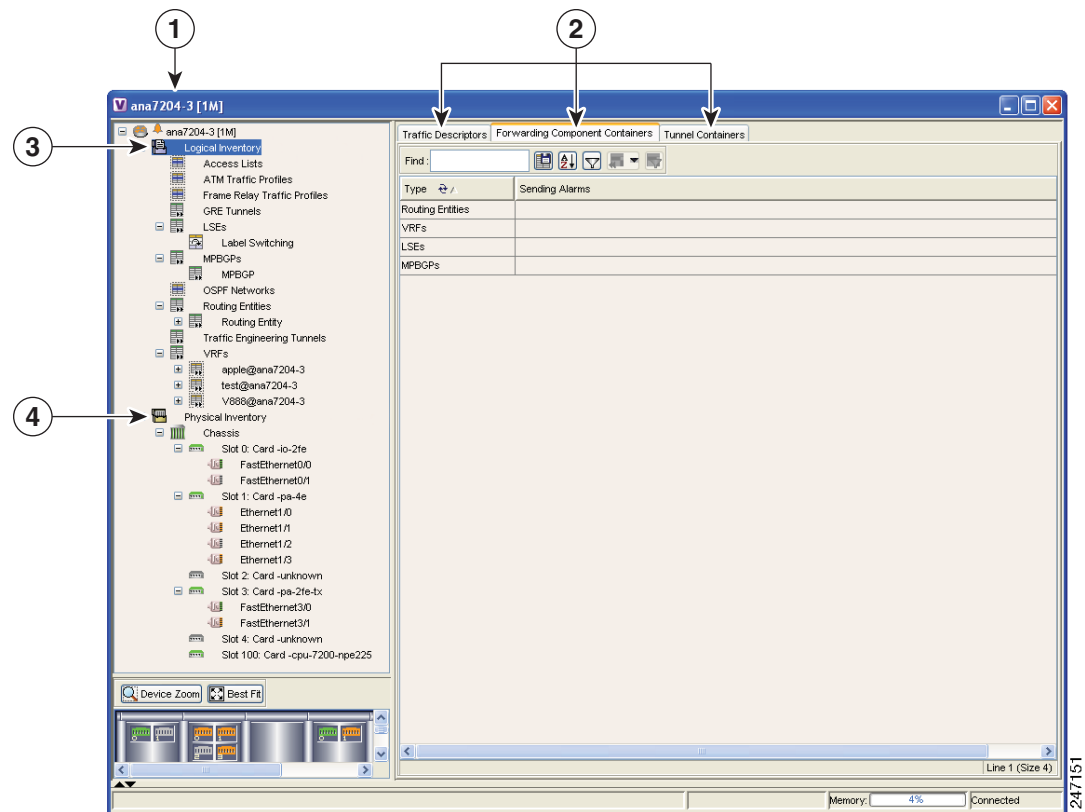 1
2
ana7204-3 [1M]
3
ana7204-3 [1M]
Logical Inventory
Access Lists
ATM Traffic Profiles
Frame Relay Traffic Profiles
GRE Tunnels
LSEs
Label Switching
MPBGPs
MPBGP
OSPF Networks
Routing Entities
Routing Entity
Traffic Engineering Tunnels
VRFs
apple@ana7204-3
test@ana7204-3
V888@ana7204-3
4
Physical Inventory
Chassis
Slot 0: Card -io-2fe
FastEthernet0/0
FastEthernet0/1
Slot 1: Card -pa-4e
Ethernet1/0
Ethernet1/1
Ethernet1/2
Ethernet1/3
Slot 2: Card -unknown
Slot 3: Card -pa-2fe-tx
FastEthernet3/0
FastEthernet3/1
Slot 4: Card -unknown
Slot 100: Card -cpu-7200-npe225
Device Zoom Best Fit
Traffic Descriptors Forwarding Component Containers Tunnel Containers
Find :
Type Sending Alarms
Routing Entities
VRFs
LSEs
MPBGPs
Line 1 (Size 4)
Memory: 4% Connected
247151